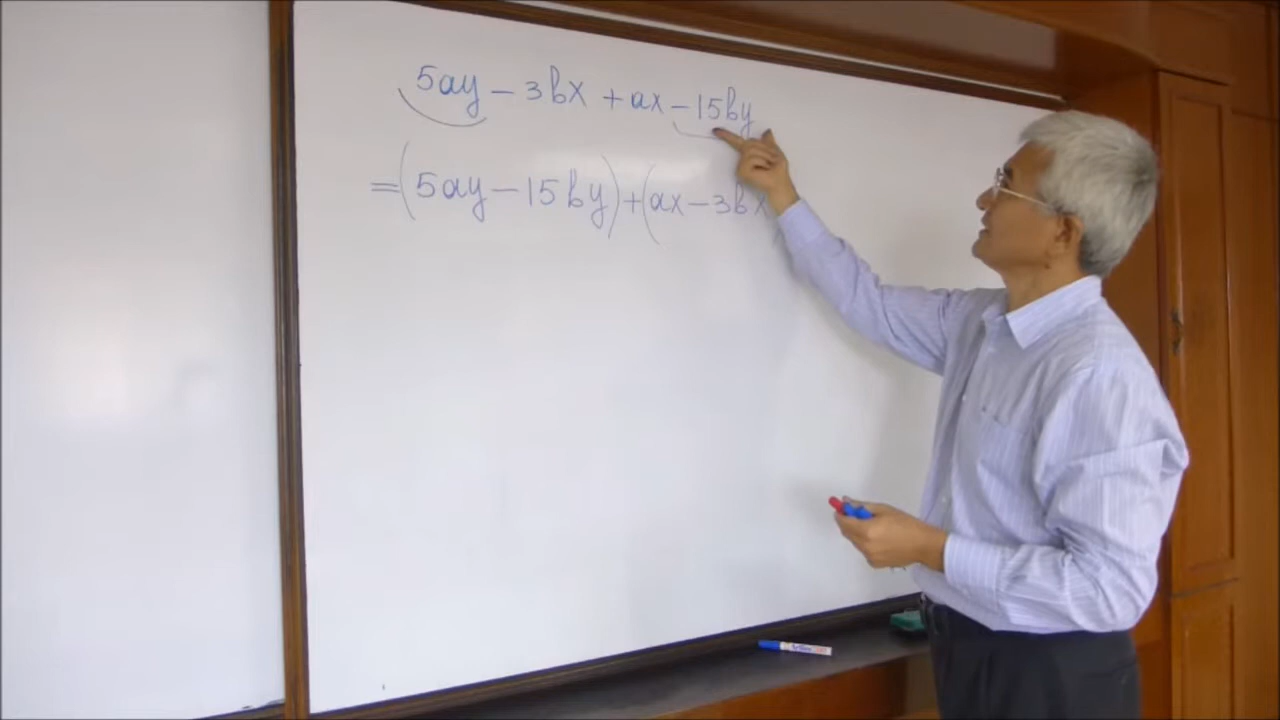 5ay - 3bx + ax - 15by
= (5ay - 15by) + (ax - 3bx